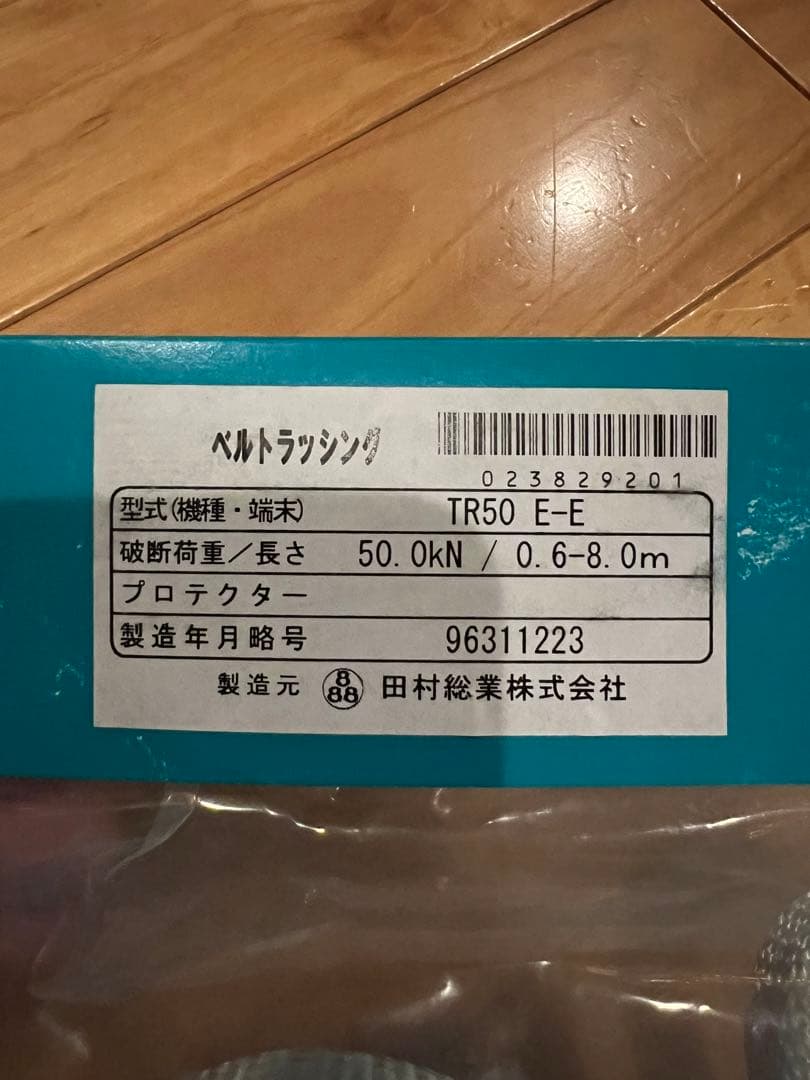 ベルトラッシング
023829201
型式(機種・端末) TR50 E-E
破断荷重／長さ 50.0kN / 0.6-8.0m
プロテクター
製造年月略号 96311223
製造元 8 88 田村総業株式会社